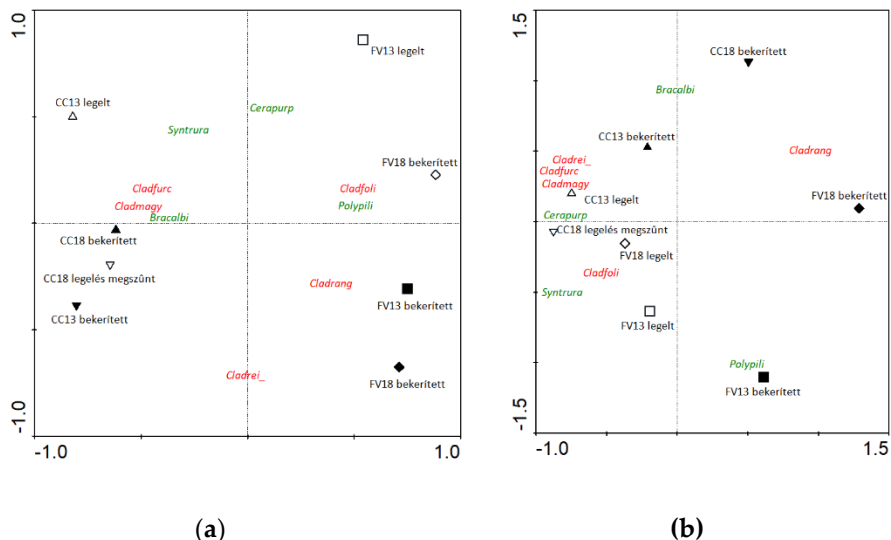 1.0
-1.0
-1.0
1.0
FV13 legelt
CC13 legelt
Cerapurp
Syntrura
FV18 bekerített
Cladfurc
Cladfoli
Cladmagy
Polypili
Bracalbi
CC18 bekerített
CC18 legelés megszûnt
Cladrang
FV13 bekerített
CC13 bekerített
Cladrei_
FV18 bekerített
(a)
1.5
-1.5
-1.0
1.5
CC18 bekerített
Bracalbi
CC13 bekerített
Cladrang
Cladrei_
Cladfurc
Cladmagy
CC13 legelt
FV18 bekerített
Cerapurp
CC18 legelés megszûnt
FV18 legelt
Cladfoli
Syntrura
FV13 legelt
Polypili
FV13 bekerített
(b)